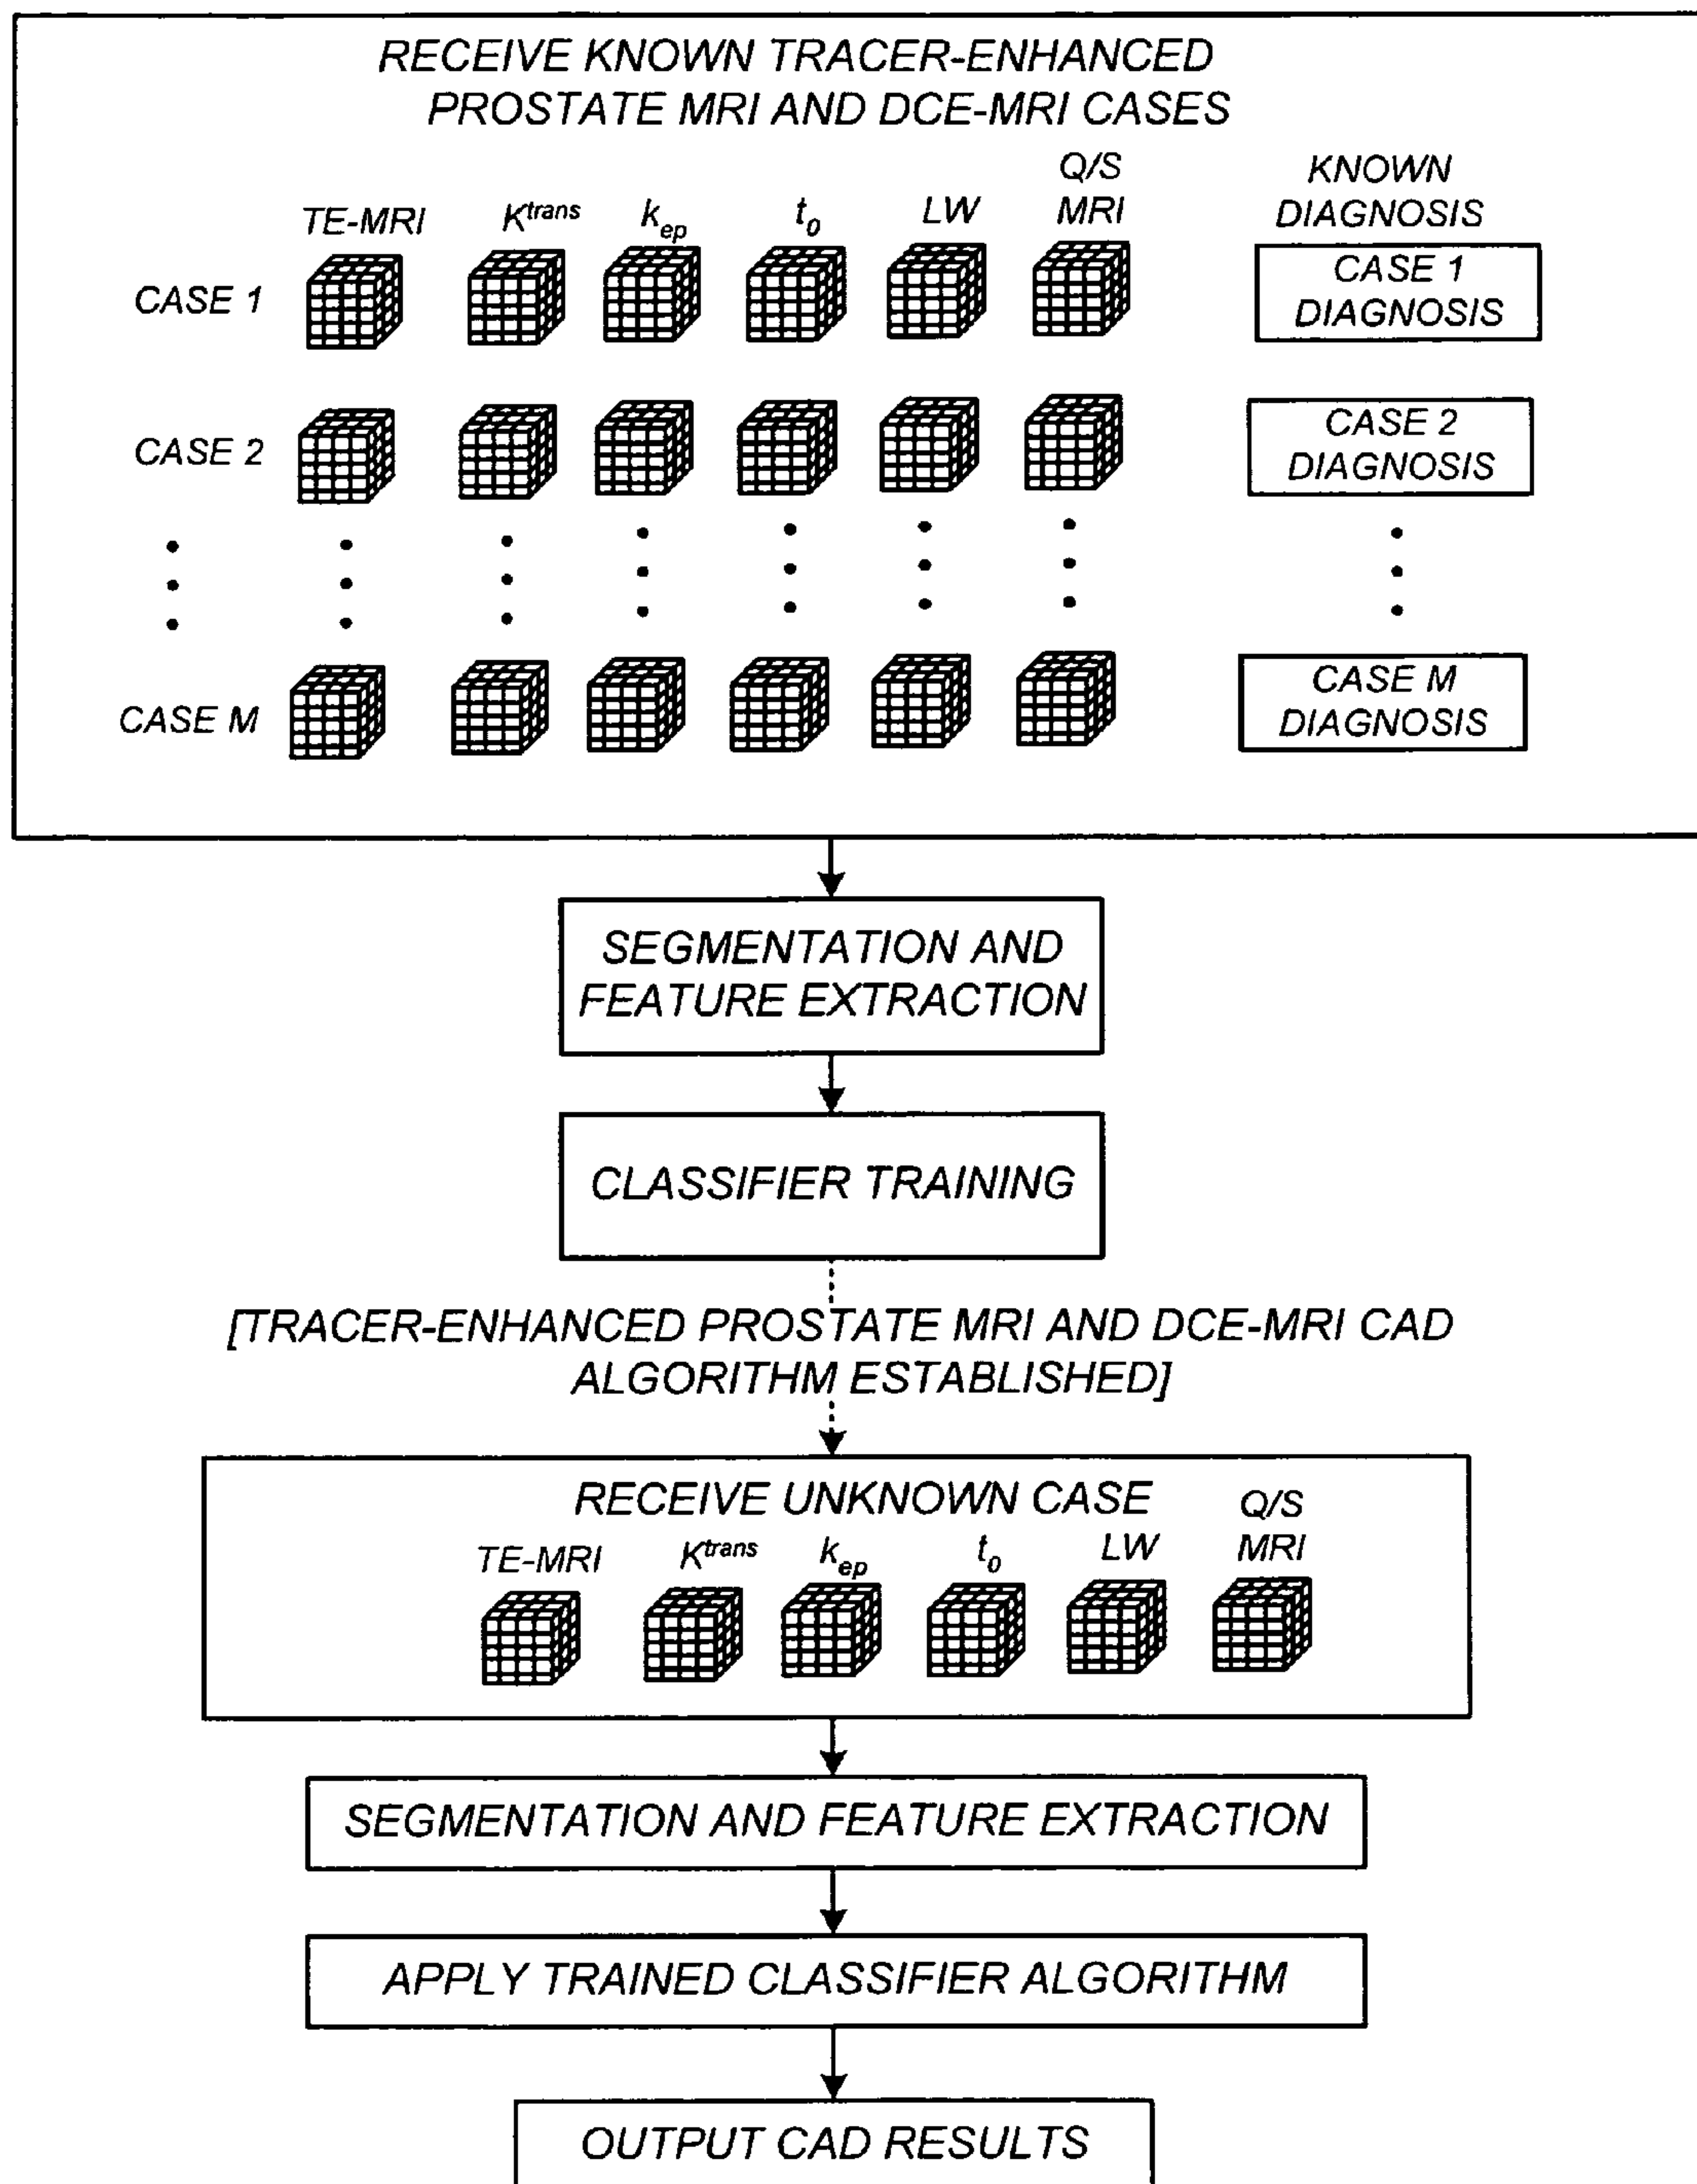 RECEIVE KNOWN TRACER-ENHANCED
PROSTATE MRI AND DCE-MRI CASES
TE-MRI K^trans k_ep t_0 LW Q/S MRI KNOWN DIAGNOSIS
CASE 1
CASE 1
DIAGNOSIS
CASE 2
CASE 2
DIAGNOSIS
CASE M
CASE M
DIAGNOSIS
SEGMENTATION AND
FEATURE EXTRACTION
CLASSIFIER TRAINING
[TRACER-ENHANCED PROSTATE MRI AND DCE-MRI CAD
ALGORITHM ESTABLISHED]
RECEIVE UNKNOWN CASE
TE-MRI K^trans k_ep t_0 LW Q/S MRI
SEGMENTATION AND FEATURE EXTRACTION
APPLY TRAINED CLASSIFIER ALGORITHM
OUTPUT CAD RESULTS